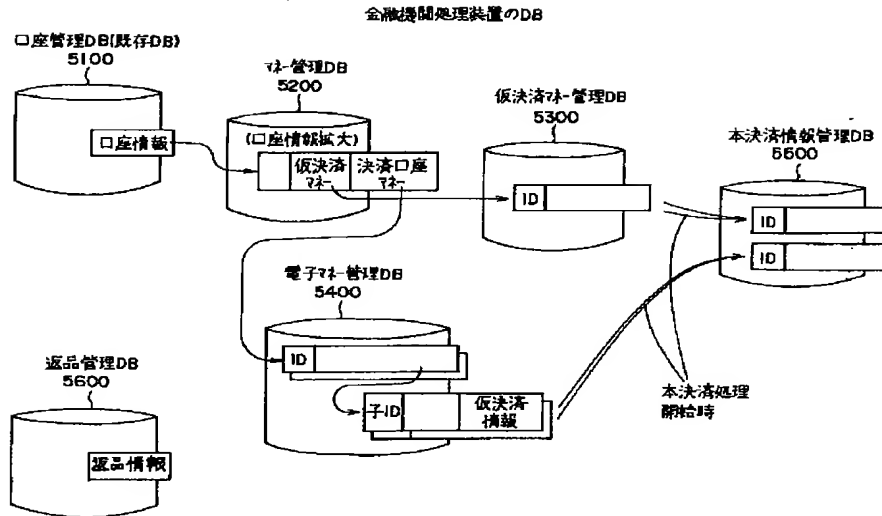 金融機関処理装置のDB
口座管理DB(既存DB)
5100
口座情報
マネー管理DB
5200
(口座情報拡大)
仮決済
マネー
決済口座
マネー
仮決済マネー管理DB
5300
ID
本決済情報管理DB
5500
ID
ID
電子マネー管理DB
5400
ID
子ID
仮決済
情報
本決済処理
開始時
返品管理DB
5600
返品情報